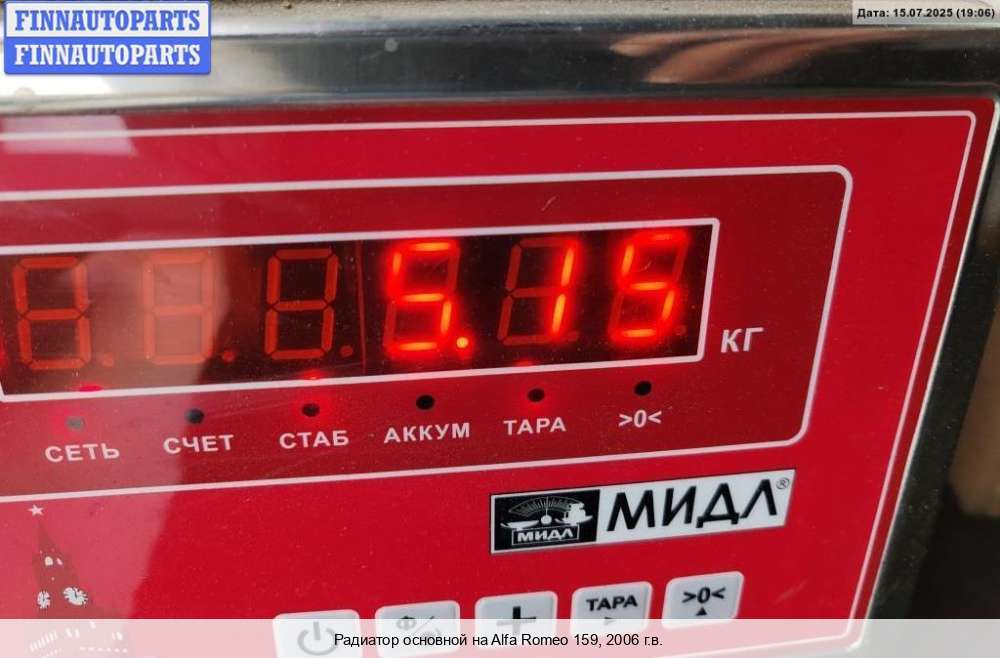 FINNAUTOPARTS
FINNAUTOPARTS
Дата: 15.07.2025 (19:06)
5.15
КГ
СЕТЬ СЧЕТ СТАБ АККУМ ТАРА >0<
МИДЛ МИДЛ®
ТАРА >0<
Радиатор основной на Alfa Romeo 159, 2006 г.в.